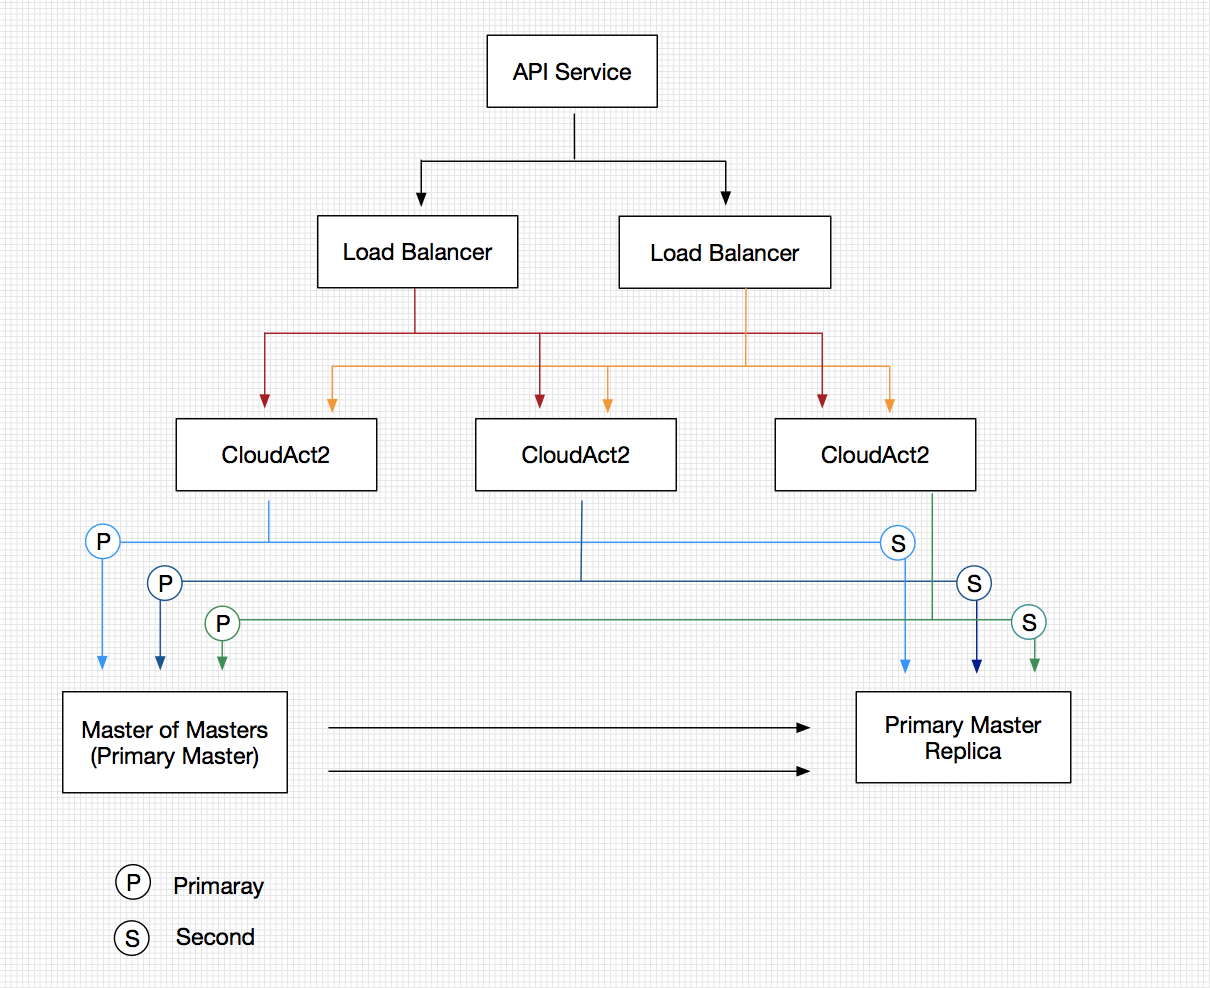 API Service
Load Balancer
Load Balancer
CloudAct2
CloudAct2
CloudAct2
P
S
P
S
P
S
Master of Masters
(Primary Master)
Primary Master
Replica
P Primaray
S Second